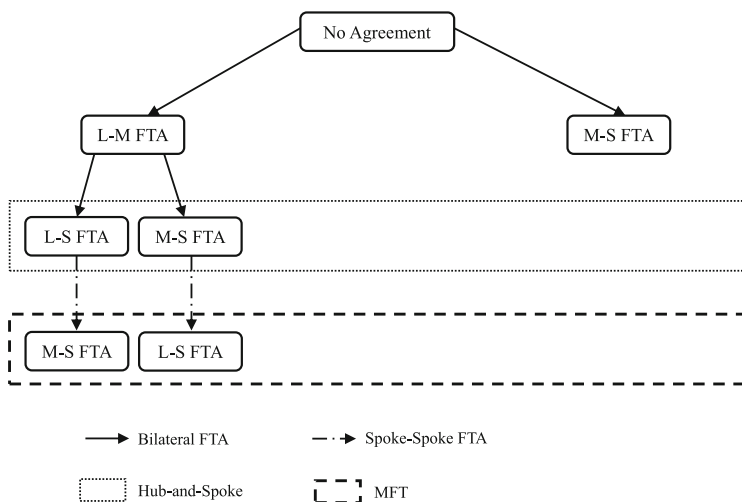 No Agreement
L-M FTA
M-S FTA
L-S FTA
M-S FTA
M-S FTA
L-S FTA
Bilateral FTA
Spoke-Spoke FTA
Hub-and-Spoke
MFT